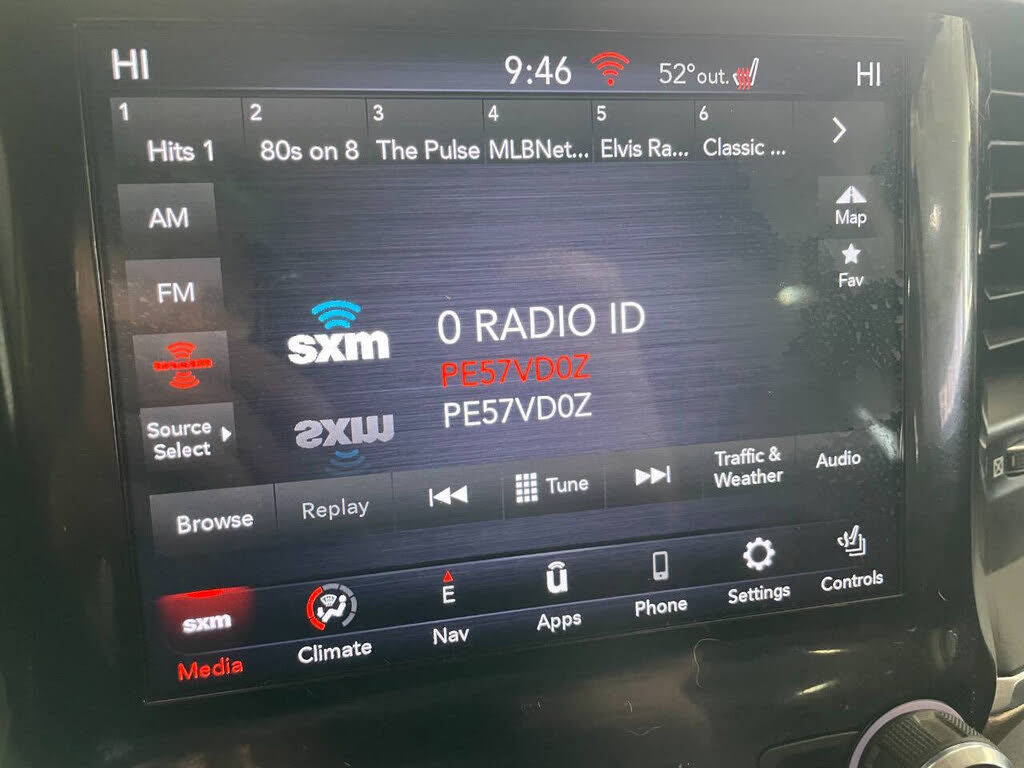 HI 9:46 52° out. HI
1 2 3 4 5 6
Hits 1 80s on 8 The Pulse MLBNet... Elvis Ra... Classic ...
AM
Map
FM
Fav
sxm
0 RADIO ID
PE57VD0Z
PE57VD0Z
Source
Select
Browse Replay Tune Traffic & Weather Audio
E
sxm
Media Climate Nav Apps Phone Settings Controls